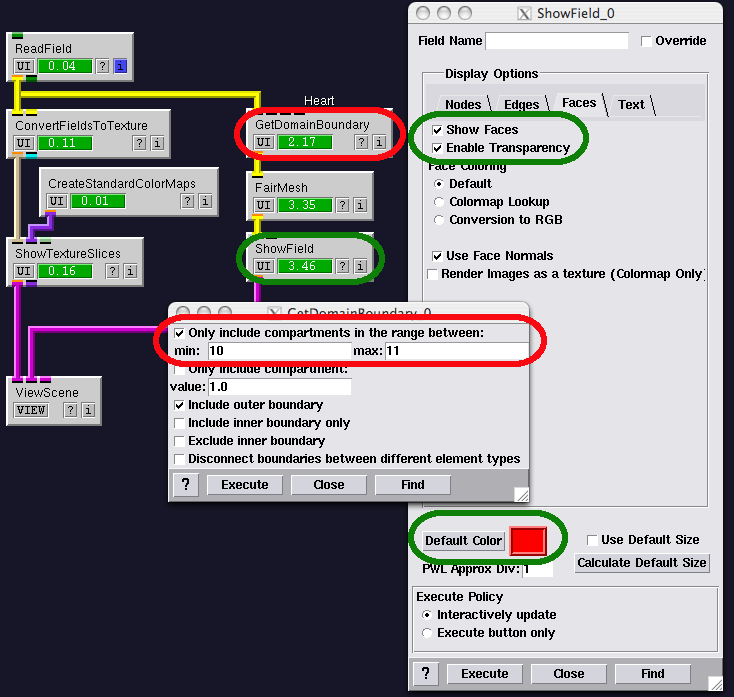 ReadField
UI 0.04 ? i
ConvertFieldsToTexture
UI 0.11 ? i
CreateStandardColorMaps
UI 0.01 ? i
ShowTextureSlices
UI 0.16 ? i
ViewScene
VIEW ? i
Heart
GetDomainBoundary
UI 2.17 ? i
FairMesh
UI 3.35 ? i
ShowField
UI 3.46 ? i
GetDomainBoundary_0
Only include compartments in the range between:
min: 10 max: 11
Only include compartment:
value: 1.0
Include outer boundary
Include inner boundary only
Exclude inner boundary
Disconnect boundaries between different element types
? Execute Close Find
ShowField_0
Field Name Override
Display Options
Nodes Edges Faces Text
Show Faces
Enable Transparency
Face Coloring
Default
Colormap Lookup
Conversion to RGB
Use Face Normals
Render Images as a texture (Colormap Only)
Default Color Use Default Size
PWL Approx Div: 1 Calculate Default Size
Execute Policy
Interactively update
Execute button only
? Execute Close Find